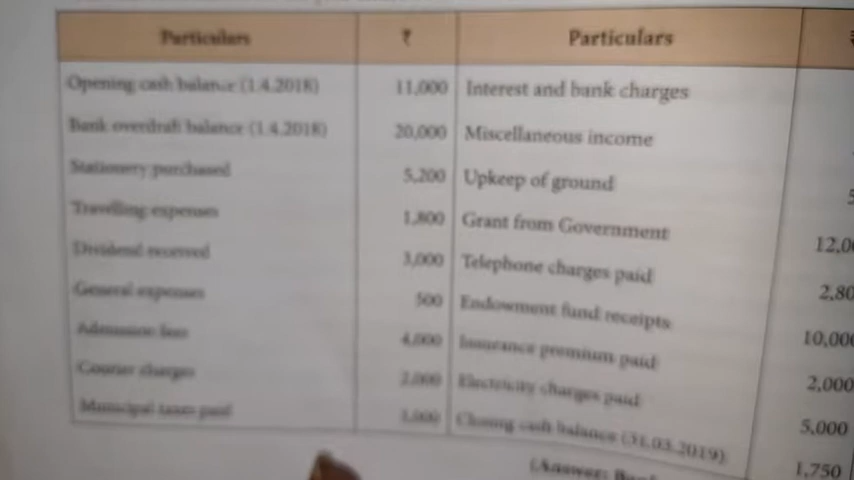 Particulars ₹ Particulars ₹
Opening cash balance (1.4.2018) 11,000 Interest and bank charges
Bank overdraft balance (1.4.2018) 20,000 Miscellaneous income
Stationery purchased 5,200 Upkeep of ground
Travelling expenses 1,800 Grant from Government 12,0
Dividend received 3,000 Telephone charges paid 2,80
General expenses 500 Endowment fund receipts 10,000
Admission fees 4,000 Insurance premium paid 2,000
Courier charges Electricity charges paid 5,000
Municipal taxes paid Closing cash balance (31.03.2019) 1,750
(Answer: Bank